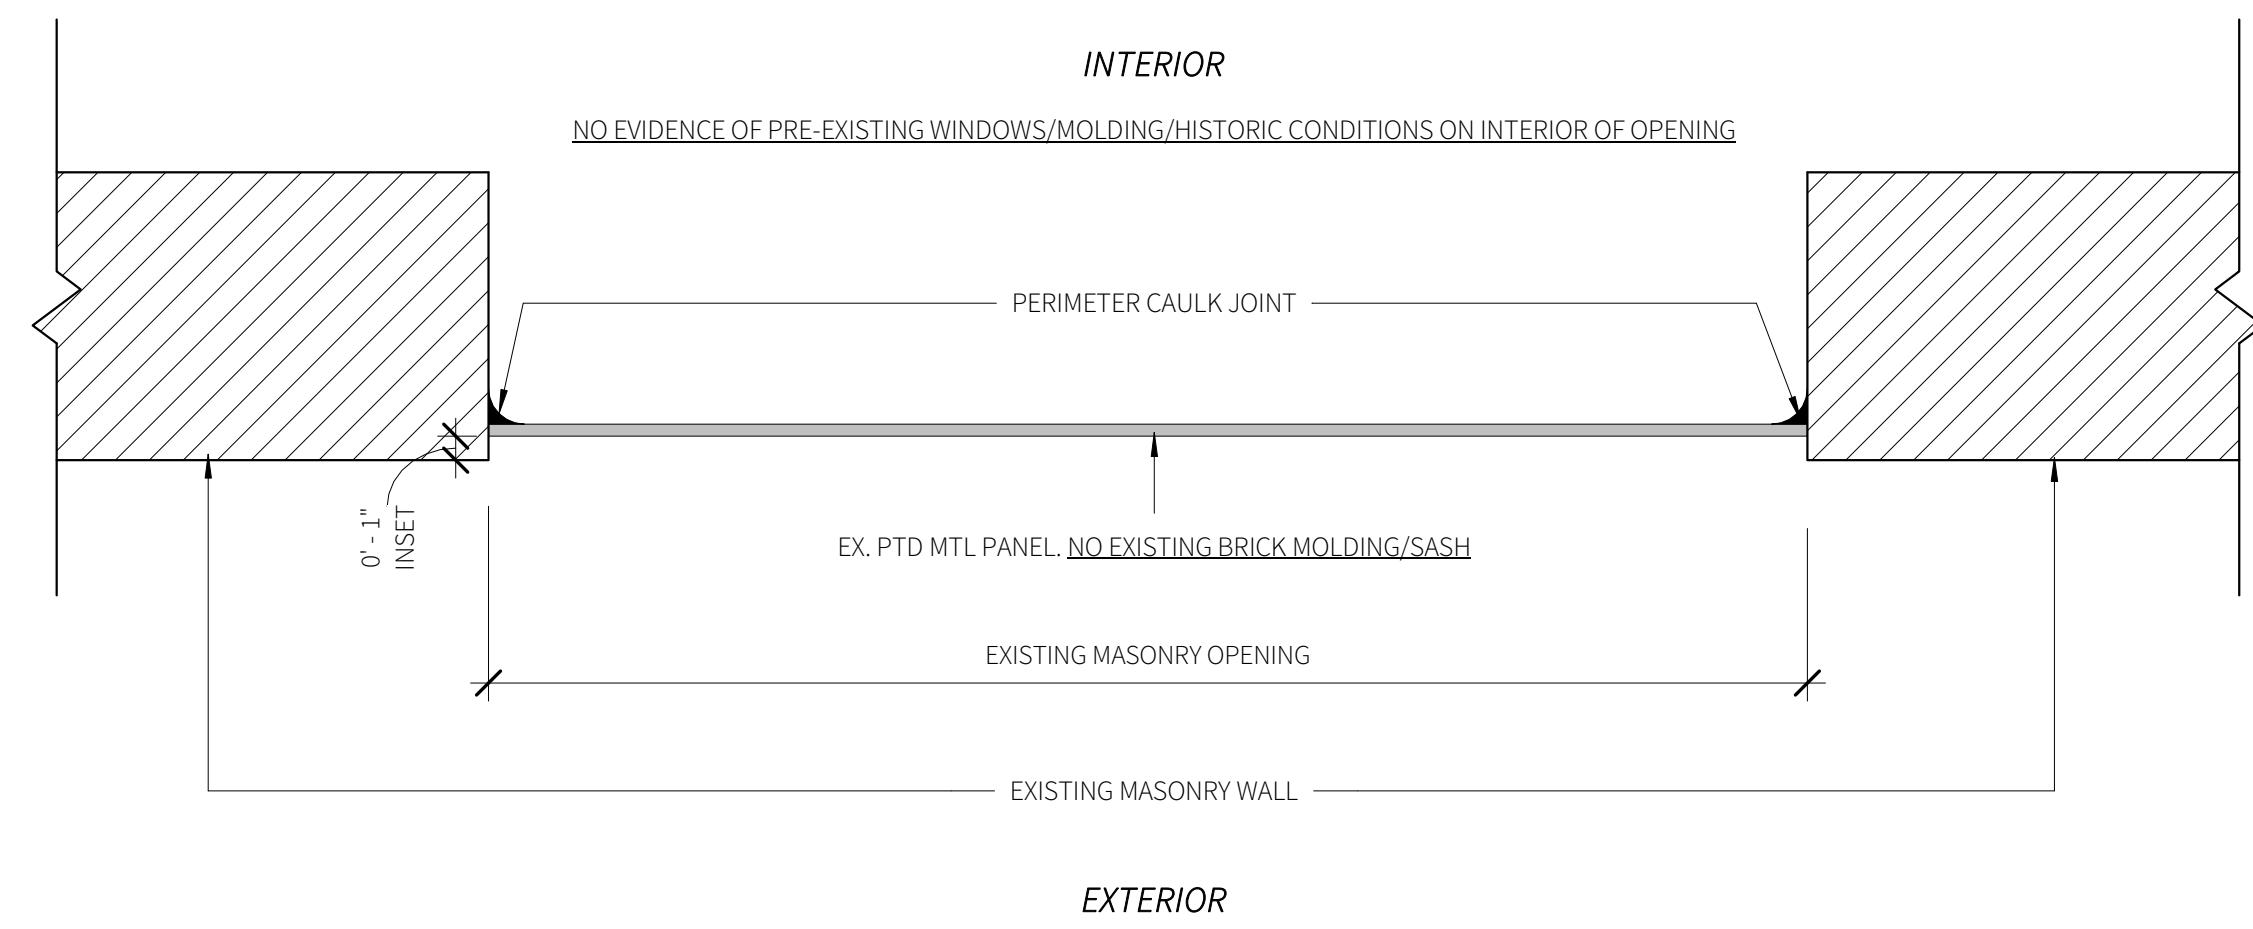 INTERIOR
NO EVIDENCE OF PRE-EXISTING WINDOWS/MOLDING/HISTORIC CONDITIONS ON INTERIOR OF OPENING
PERIMETER CAULK JOINT
0' - 1"
INSET
EX. PTD MTL PANEL. NO EXISTING BRICK MOLDING/SASH
EXISTING MASONRY OPENING
EXISTING MASONRY WALL
EXTERIOR